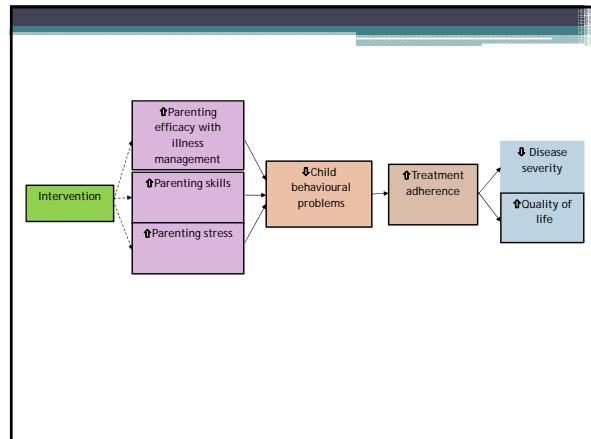 Intervention
⇧Parenting
efficacy with
illness
management
⇧Parenting skills
⇧Parenting stress
⇩Child
behavioural
problems
⇧Treatment
adherence
⇩ Disease
severity
⇧Quality of
life